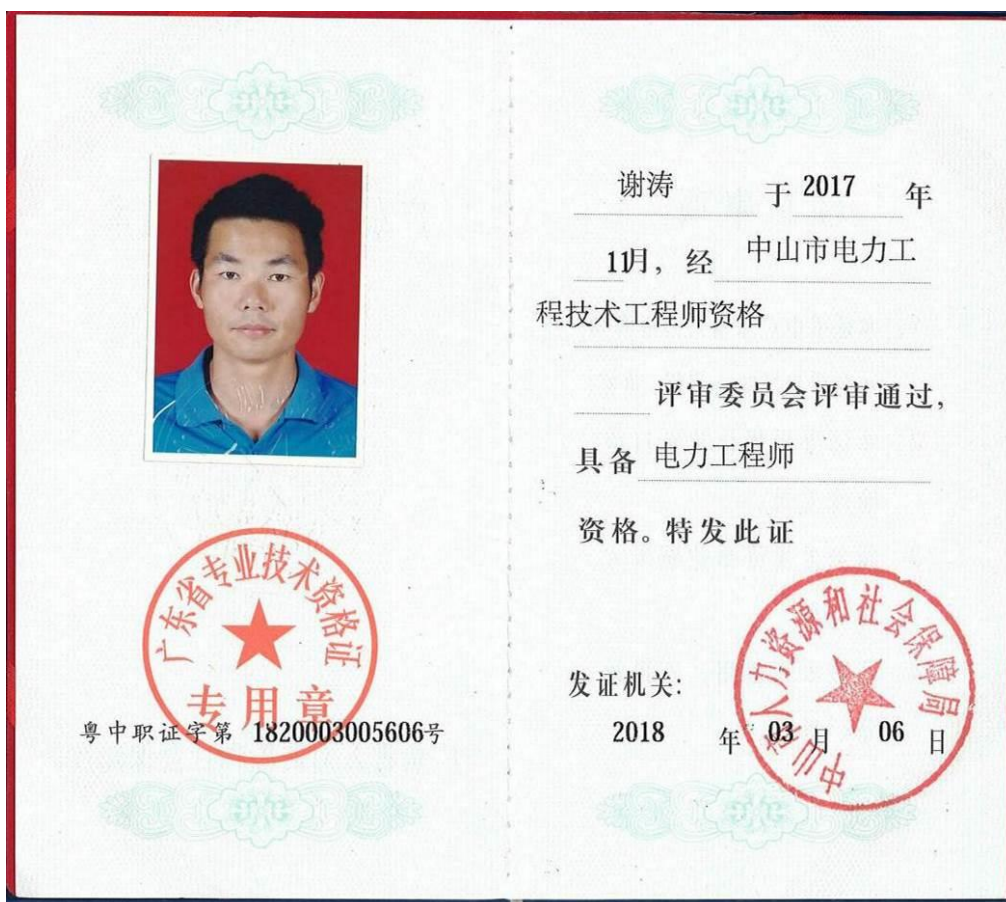 广东省专业技术资格证
专用章
粤中职证字第 1820003005606号
谢涛 于 2017 年
11月，经 中山市电力工
程技术工程师资格
评审委员会评审通过，
具备 电力工程师
资格。特发此证
中山市人力资源和社会保障局
发证机关:
2018 年 03 月 06 日